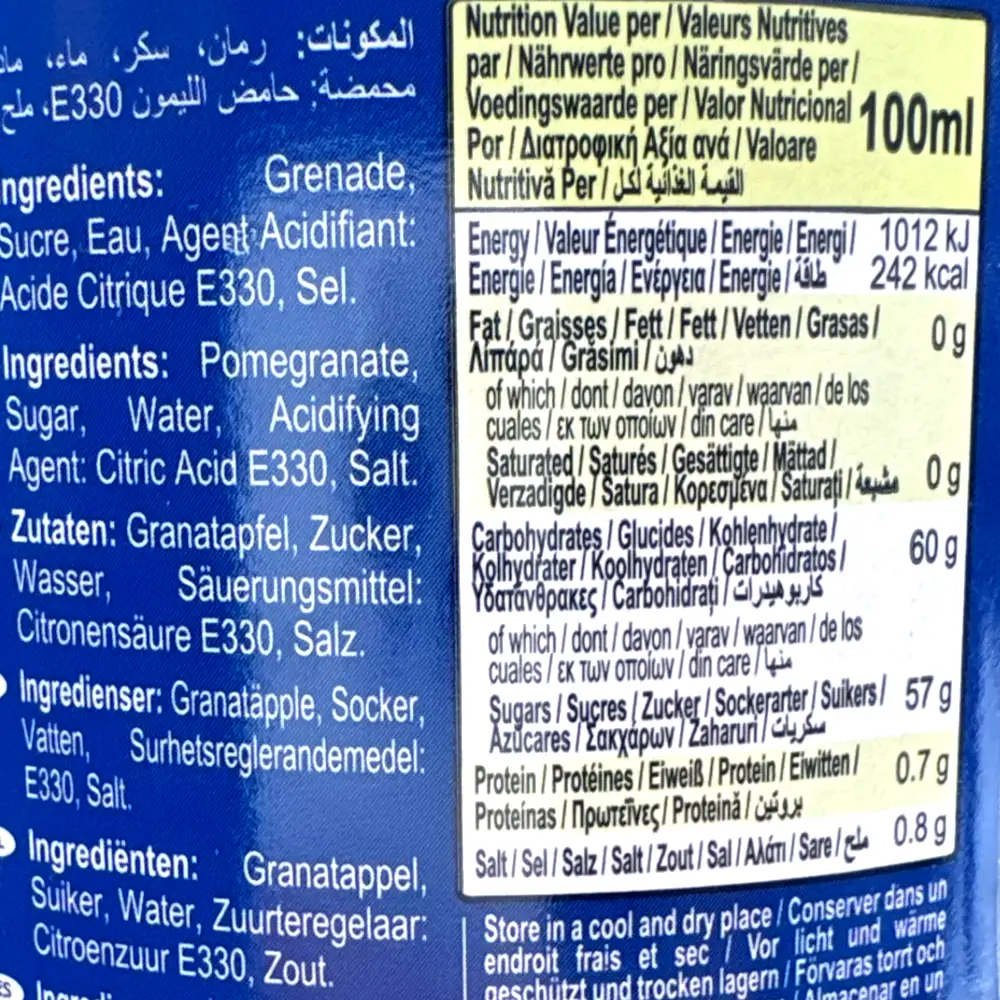 المكونات: رمان، سكر، ماء،
محمضة: حامض الليمون E330، ملح
ngredients: Grenade,
Sucre, Eau, Agent Acidifiant:
Acide Citrique E330, Sel.
Ingredients: Pomegranate,
Sugar, Water, Acidifying
Agent: Citric Acid E330, Salt.
Zutaten: Granatapfel, Zucker,
Wasser, Säuerungsmittel:
Citronensäure E330, Salz.
Ingredienser: Granatäpple, Socker,
Vatten, Surhetsreglerandemedel:
E330, Salt.
Ingrediënten: Granatappel,
Suiker, Water, Zuurteregelaar:
Citroenzuur E330, Zout.
ES
Nutrition Value per / Valeurs Nutritives
par / Nährwerte pro / Näringsvärde per /
Voedingswaarde per / Valor Nutricional 100ml
Por / Διατροφική Αξία ανά / Valoare
Nutritivă Per / القيمة الغذائية لكل
Energy / Valeur Énergétique / Energie / Energi / 1012 kJ
Energie / Energía / Ενέργεια / Energie / طاقة 242 kcal
Fat / Graisses / Fett / Fett / Vetten / Grasas / 0 g
Λιπάρά / Grăsimi / دهون
of which / dont / davon / varav / waarvan / de los
cuales / εκ των οποίων / din care / منها
Saturated / Saturés / Gesättigte / Mättad /
Verzadigde / Satura / Κορεσμένα / Saturaţi / مشبعة 0 g
Carbohydrates / Glucides / Kohlenhydrate /
Kolhydrater / Koolhydraten / Carbohidratos / 60 g
Υδατάνθρακες / Carbohidraţi / كاربوهيدرات
of which / dont / davon / varav / waarvan / de los
cuales / εκ των οποίων / din care / منها
Sugars / Sucres / Zucker / Sockerarter / Suikers / 57 g
Azúcares / Σακχάρων / Zaharuri / سكريات
Protein / Protéines / Eiweiß / Protein / Eiwitten / 0.7 g
Proteínas / Πρωτεΐνες / Proteină / بروتين
Salt / Sel / Salz / Salt / Zout / Sal / Αλάτι / Sare / ملح 0.8 g
Store in a cool and dry place / Conserver dans un
endroit frais et sec / Vor licht und wärme
geschützt und trocken lagern / Förvaras torrt och
Almacenar en un